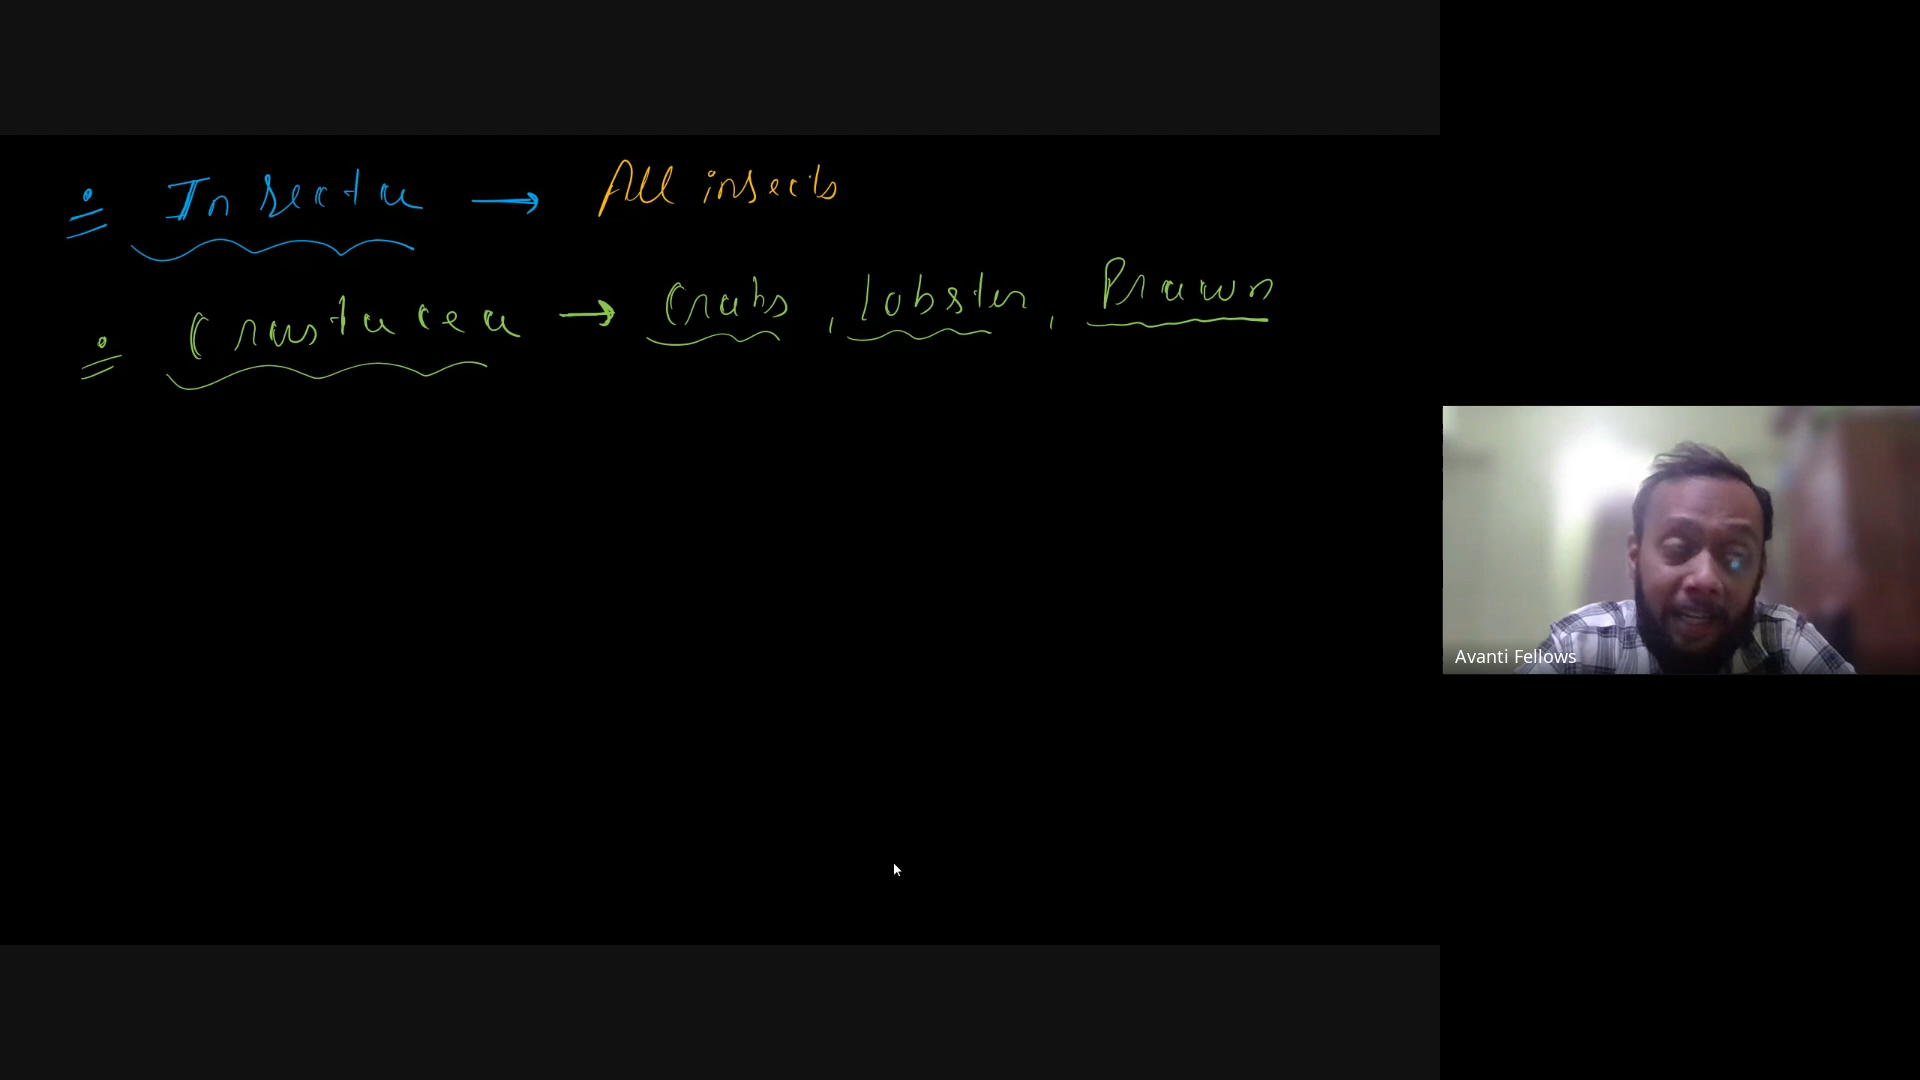 Insecta → All insects
Crustacea → Crabs, lobster, Prawn
Avanti Fellows